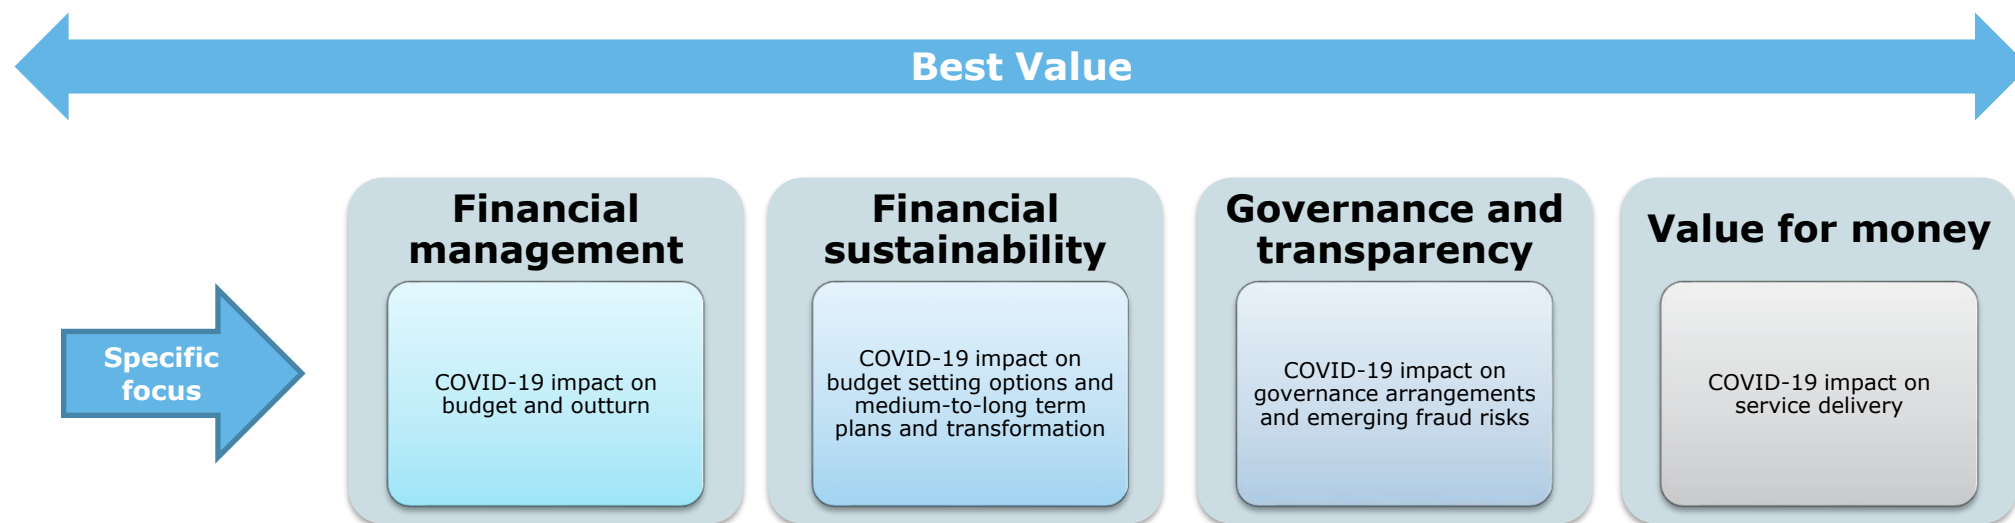 Best Value
Specific
focus
Financial
management
COVID-19 impact on
budget and outturn
Financial
sustainability
COVID-19 impact on
budget setting options and
medium-to-long term
plans and transformation
Governance and
transparency
COVID-19 impact on
governance arrangements
and emerging fraud risks
Value for money
COVID-19 impact on
service delivery